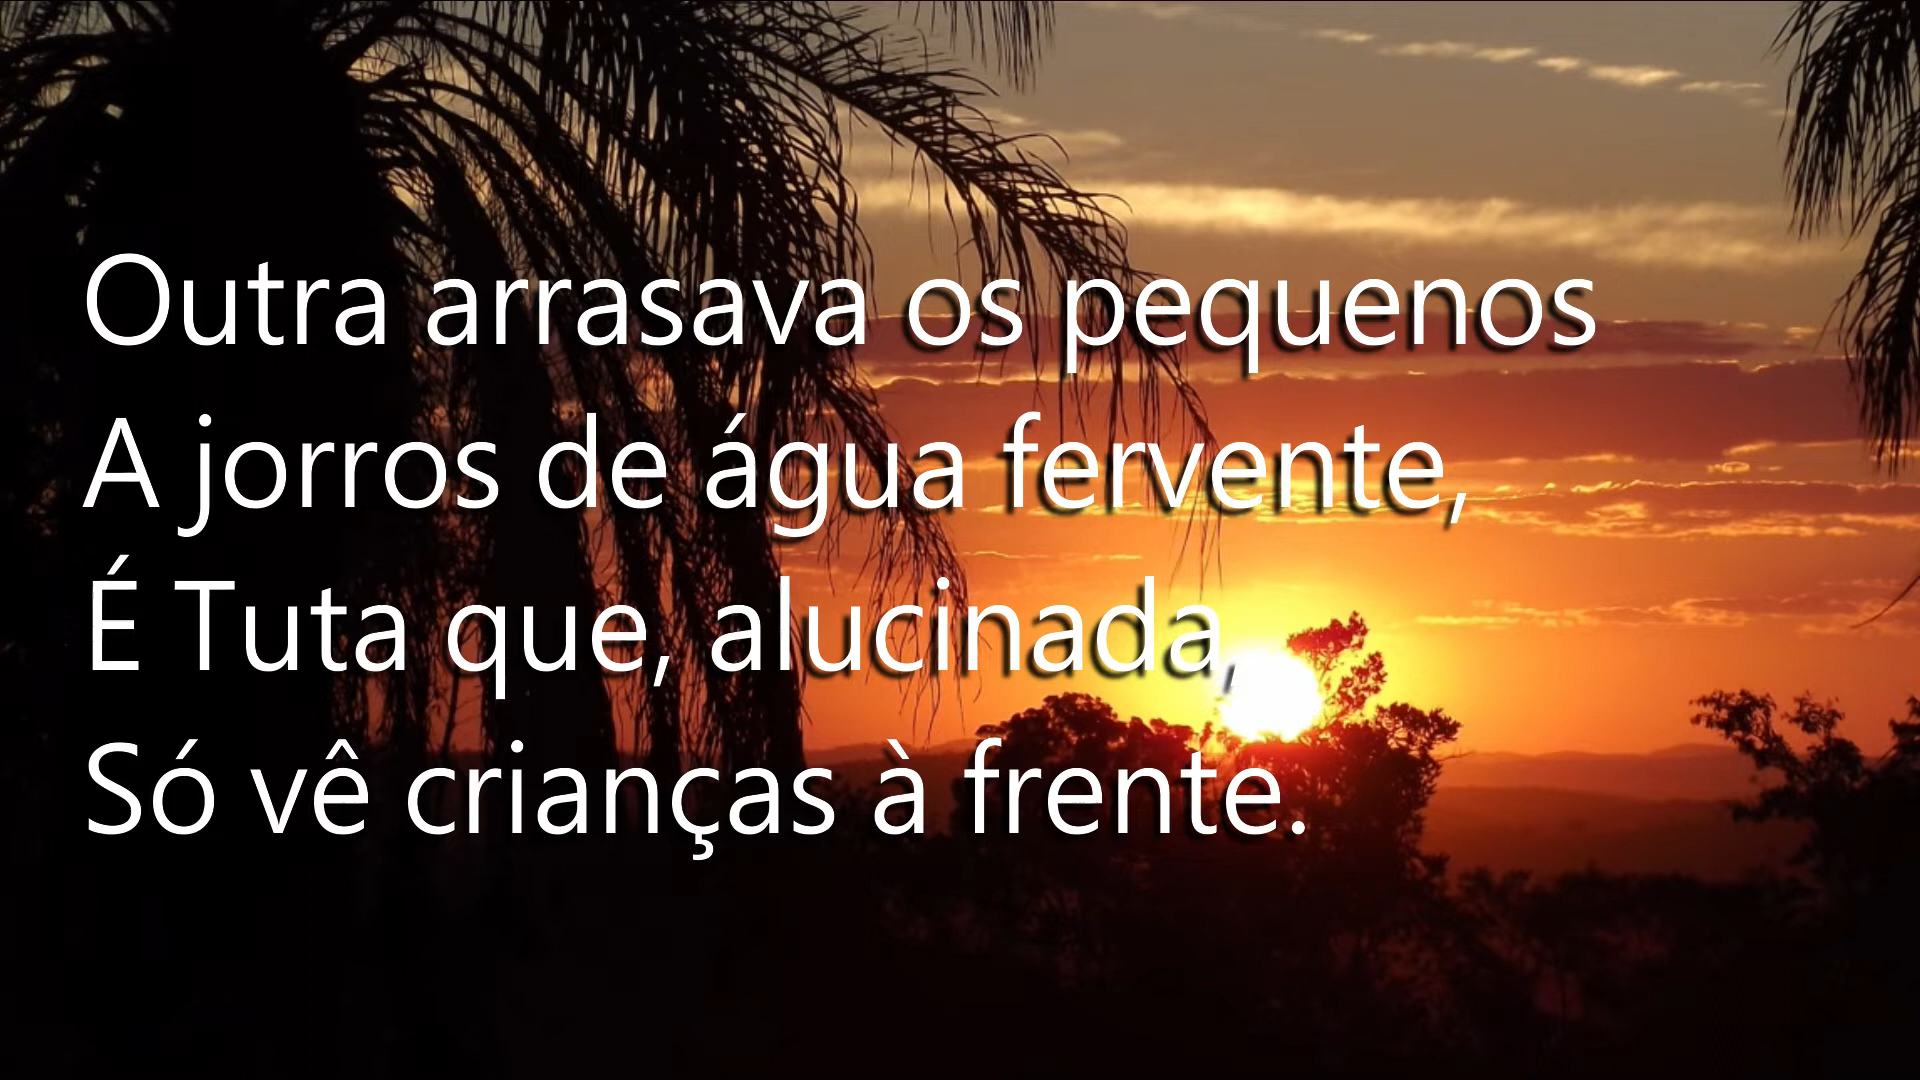 Outra arrasava os pequenos
A jorros de água fervente,
É Tuta que, alucinada,
Só vê crianças à frente.